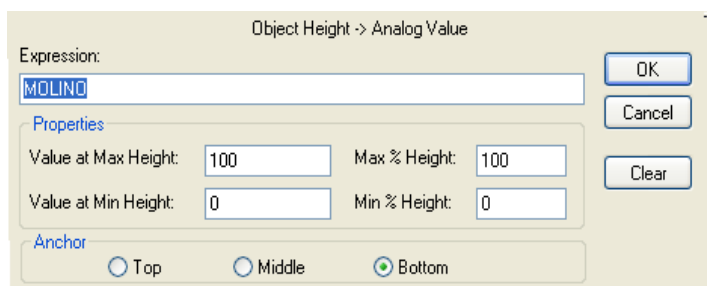 Object Height -> Analog Value
Expression:
OK
MOLINO
Cancel
Properties
Value at Max Height: 100 Max % Height: 100
Clear
Value at Min Height: 0 Min % Height: 0
Anchor
Top Middle Bottom